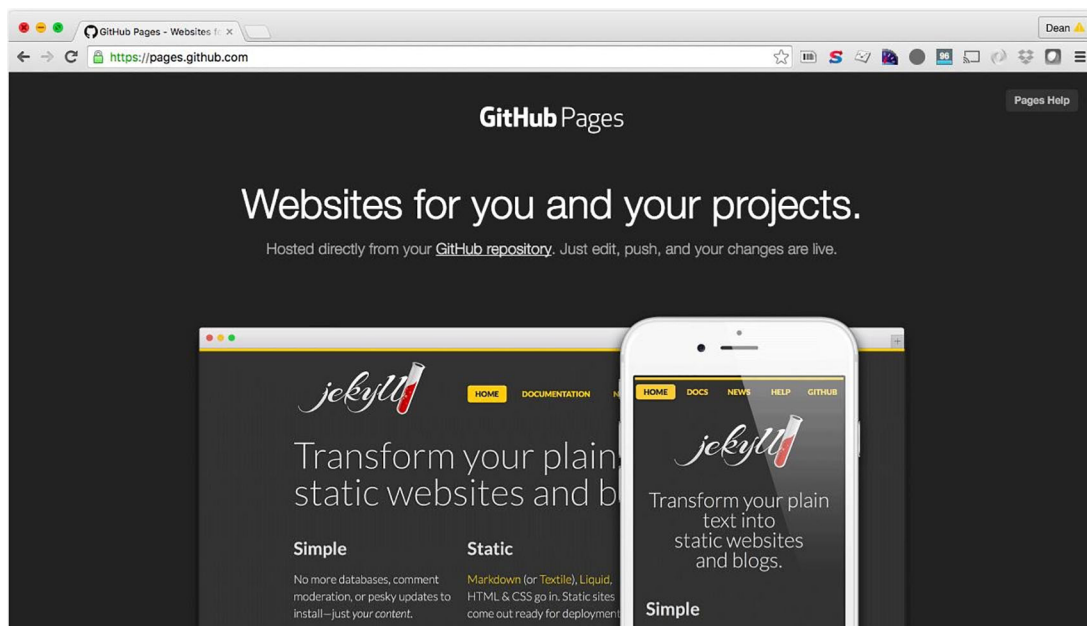 GitHub Pages - Websites fo
Dean
https://pages.github.com
96
Pages Help
GitHub Pages
Websites for you and your projects.
Hosted directly from your GitHub repository. Just edit, push, and your changes are live.
jekyll
HOME DOCUMENTATION N
Transform your plain
static websites and b
Simple
No more databases, comment
moderation, or pesky updates to
install—just your content.
Static
Markdown (or Textile), Liquid,
HTML & CSS go in. Static sites
come out ready for deployment
HOME DOCS NEWS HELP GITHUB
jekyll
Transform your plain
text into
static websites
and blogs.
Simple